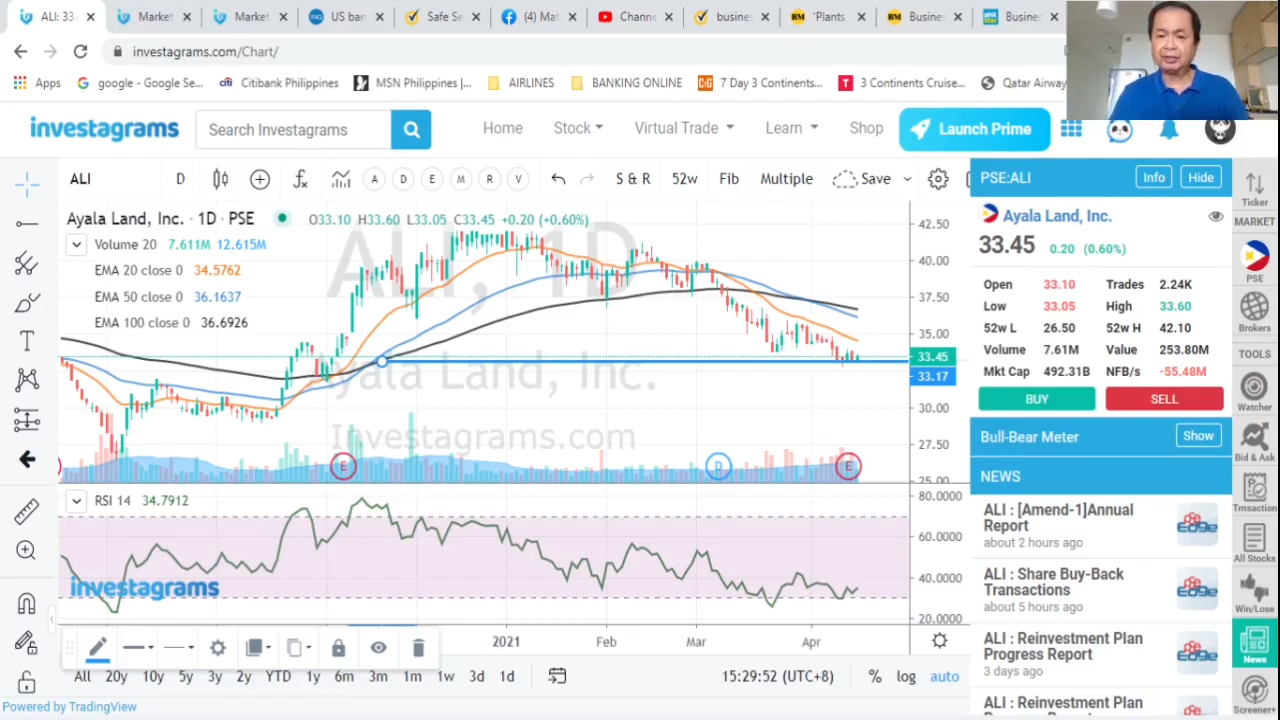 ALI: 33
Market
Market
US ban
Safe Se
(4) Mat
Channe
busines
'Plants
Busines
Busine
investagrams.com/Chart/
Apps
google - Google Se...
Citibank Philippines
MSN Philippines |...
AIRLINES
BANKING ONLINE
7 Day 3 Continents...
3 Continents Cruise...
Qatar Airway
investagrams
Search Investagrams
Home
Stock
Virtual Trade
Learn
Shop
Launch Prime
ALI
D
A
D
E
M
R
V
S & R
52w
Fib
Multiple
Save
Ayala Land, Inc. · 1D · PSE
O33.10 H33.60 L33.05 C33.45 +0.20 (+0.60%)
Volume 20 7.611M 12.615M
EMA 20 close 0 34.5762
EMA 50 close 0 36.1637
EMA 100 close 0 36.6926
ALI, 1D
Ayala Land, Inc.
Investagrams.com
42.50
40.00
37.50
35.00
33.45
33.17
30.00
27.50
25.00
E
D
E
RSI 14 34.7912
80.0000
60.0000
40.0000
20.0000
investagrams
2021
Feb
Mar
Apr
All
20y
10y
5y
3y
2y
YTD
1y
6m
3m
1m
1w
3d
1d
15:29:52 (UTC+8)
%
log
auto
Powered by TradingView
PSE:ALI
Info
Hide
Ayala Land, Inc.
33.45 0.20 (0.60%)
Open 33.10 Trades 2.24K
Low 33.05 High 33.60
52w L 26.50 52w H 42.10
Volume 7.61M Value 253.80M
Mkt Cap 492.31B NFB/s -55.48M
BUY
SELL
Bull-Bear Meter
Show
NEWS
ALI : [Amend-1]Annual
Report
about 2 hours ago
ALI : Share Buy-Back
Transactions
about 5 hours ago
ALI : Reinvestment Plan
Progress Report
3 days ago
ALI : Reinvestment Plan
Ticker
MARKET
PSE
Brokers
TOOLS
Watcher
Bid & Ask
Trnsaction
All Stocks
Win/Lose
News
Screener+